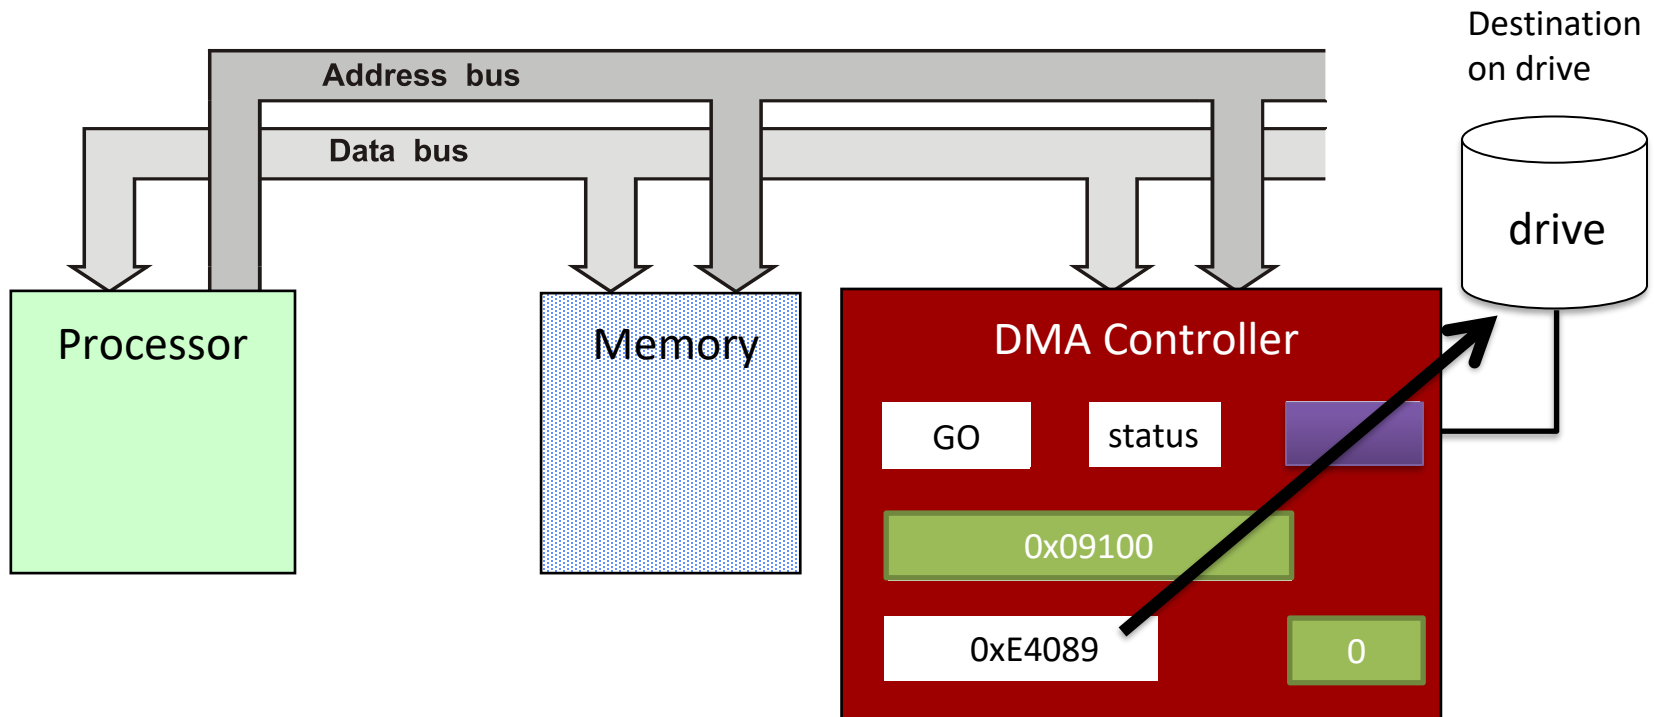 Destination
on drive
Address bus
Data bus
drive
Processor
Memory
DMA Controller
GO
status
0x09100
0xE4089
0